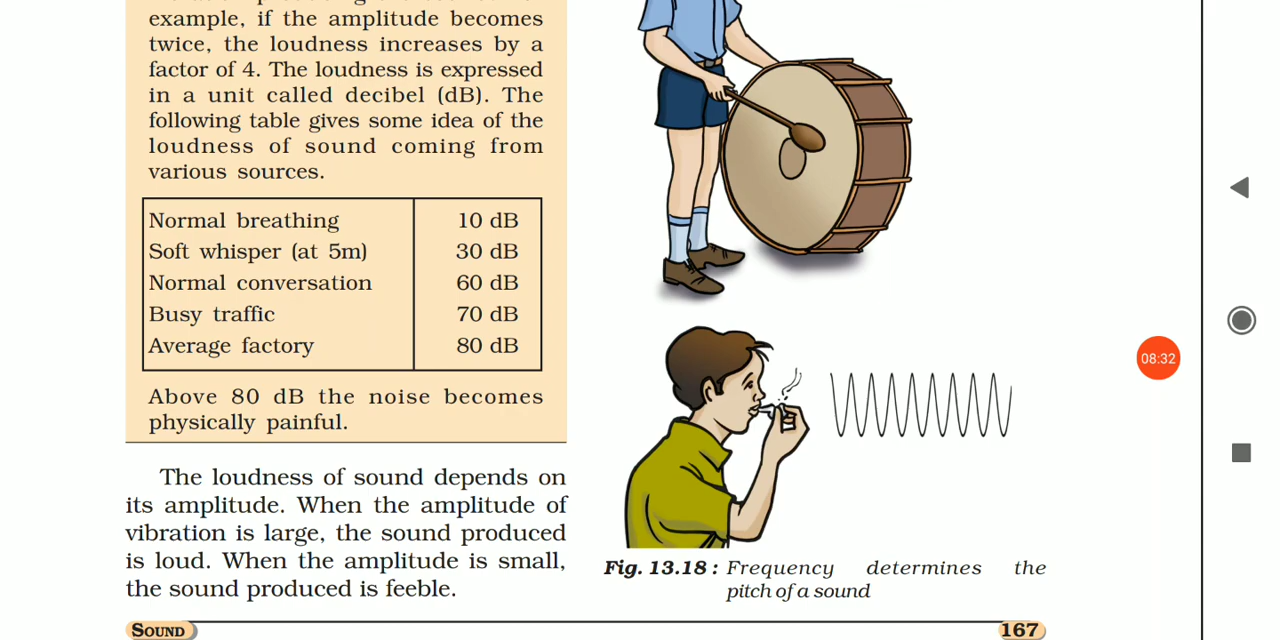 example, if the amplitude becomes
twice, the loudness increases by a
factor of 4. The loudness is expressed
in a unit called decibel (dB). The
following table gives some idea of the
loudness of sound coming from
various sources.
Normal breathing 10 dB
Soft whisper (at 5m) 30 dB
Normal conversation 60 dB
Busy traffic 70 dB
Average factory 80 dB
Above 80 dB the noise becomes
physically painful.
The loudness of sound depends on
its amplitude. When the amplitude of
vibration is large, the sound produced
is loud. When the amplitude is small,
the sound produced is feeble.
Fig. 13.18 : Frequency determines the
pitch of a sound
SOUND
167
08:32